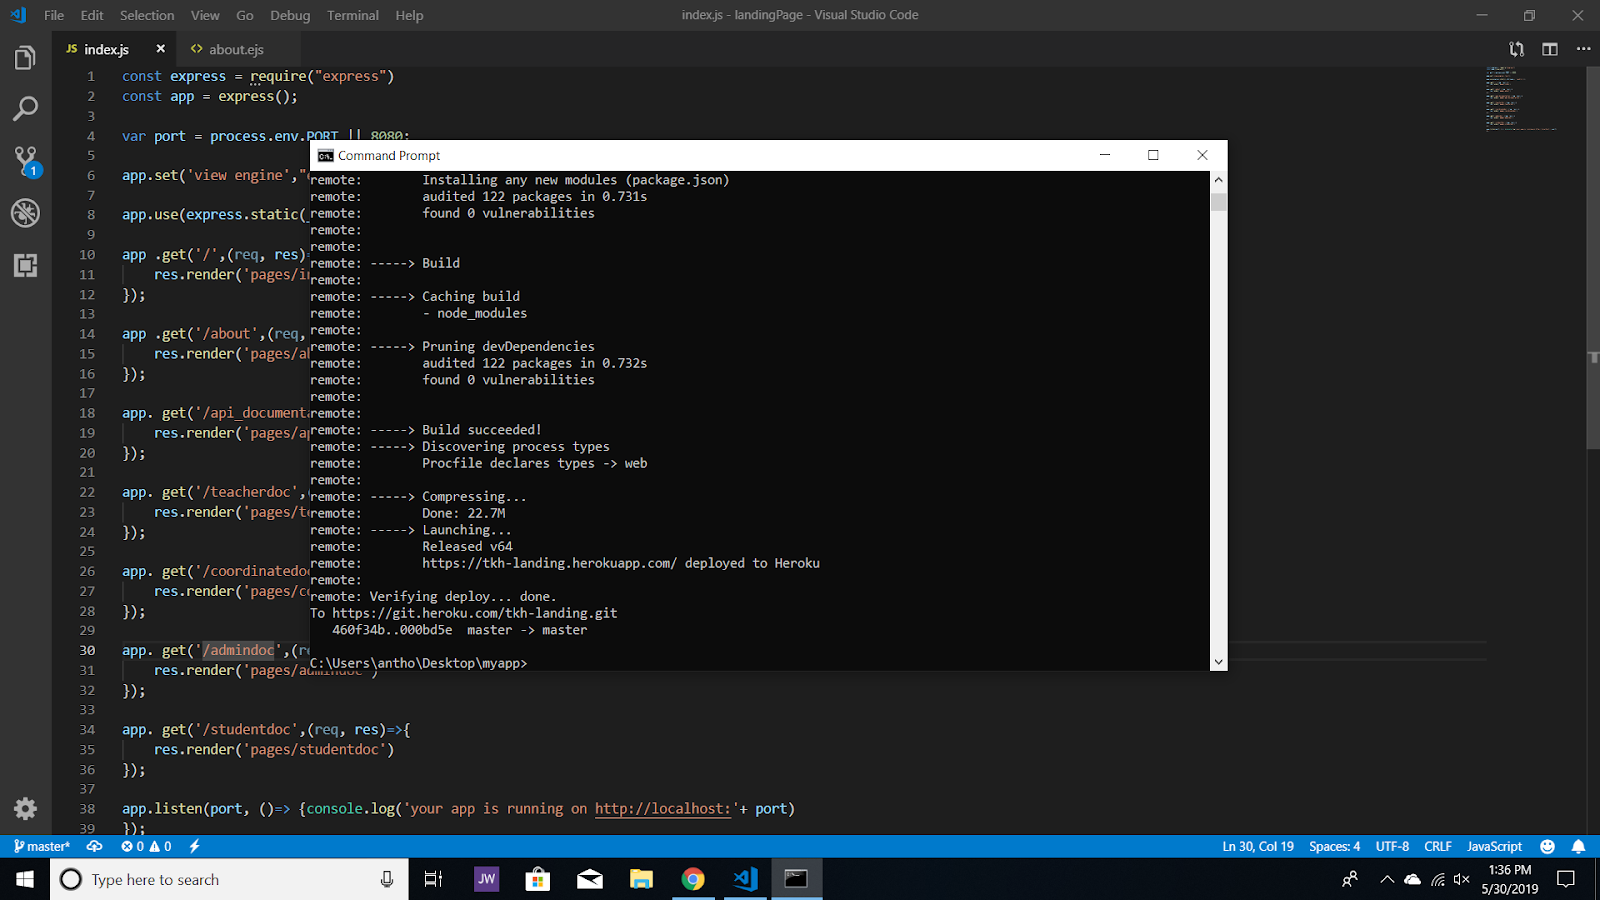 File Edit Selection View Go Debug Terminal Help
index.js - landingPage - Visual Studio Code
JS index.js
<> about.ejs
1 const express = require("express")
2 const app = express();
3
4 var port = process.env.PORT || 8080;
5
6 app.set('view engine',"
7
8 app.use(express.static(
9
10 app .get('/',(req, res)
11 res.render('pages/i
12 });
13
14 app .get('/about',(req,
15 res.render('pages/a
16 });
17
18 app. get('/api_document
19 res.render('pages/a
20 });
21
22 app. get('/teacherdoc',
23 res.render('pages/t
24 });
25
26 app. get('/coordinatedo
27 res.render('pages/c
28 });
29
30 app. get('/admindoc',(r
31 res.render('pages/admindoc')
32 });
33
34 app. get('/studentdoc',(req, res)=>{
35 res.render('pages/studentdoc')
36 });
37
38 app.listen(port, ()=> {console.log('your app is running on http://localhost:'+ port)
39 });
Command Prompt
remote: Installing any new modules (package.json)
remote: audited 122 packages in 0.731s
remote: found 0 vulnerabilities
remote:
remote:
remote: -----> Build
remote:
remote: -----> Caching build
remote: - node_modules
remote:
remote: -----> Pruning devDependencies
remote: audited 122 packages in 0.732s
remote: found 0 vulnerabilities
remote:
remote:
remote: -----> Build succeeded!
remote: -----> Discovering process types
remote: Procfile declares types -> web
remote:
remote: -----> Compressing...
remote: Done: 22.7M
remote: -----> Launching...
remote: Released v64
remote: https://tkh-landing.herokuapp.com/ deployed to Heroku
remote:
remote: Verifying deploy... done.
To https://git.heroku.com/tkh-landing.git
460f34b..000bd5e master -> master
C:\Users\antho\Desktop\myapp>
1
master* 0 0
Ln 30, Col 19 Spaces: 4 UTF-8 CRLF JavaScript
Type here to search
JW
1:36 PM
5/30/2019